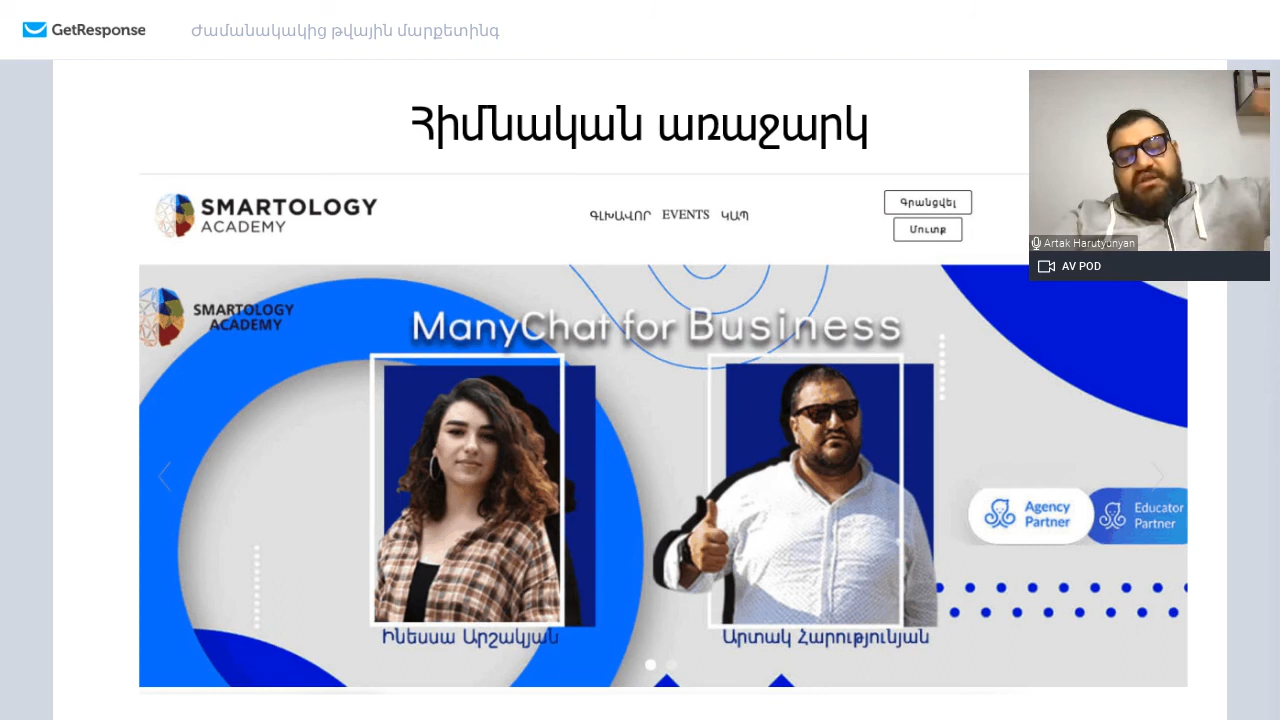 GetResponse
Ժամանակակից թվային մարքետինգ
Հիմնական առաջարկ
SMARTOLOGY
ACADEMY
ԳԼԽԱՎՈՐ EVENTS ԿԱՊ
Գրանցվել
Մուտք
Artak Harutyunyan
AV POD
SMARTOLOGY
ACADEMY
ManyChat for Business
Agency
Partner
Educator
Partner
Ինեսսա Արշակյան
Արտակ Հարությունյան